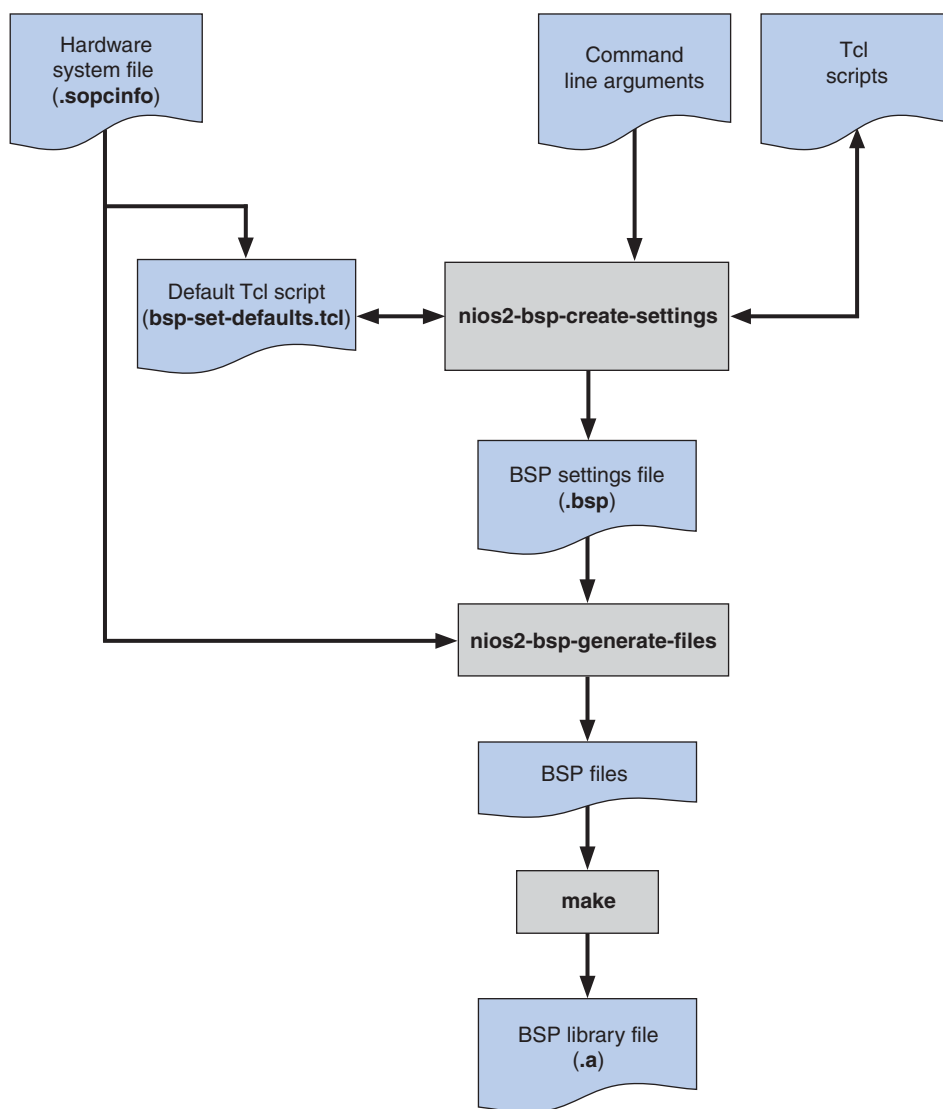 Hardware
system file
(.sopcinfo)
Command
line arguments
Tcl
scripts
Default Tcl script
(bsp-set-defaults.tcl)
nios2-bsp-create-settings
BSP settings file
(.bsp)
nios2-bsp-generate-files
BSP files
make
BSP library file
(.a)